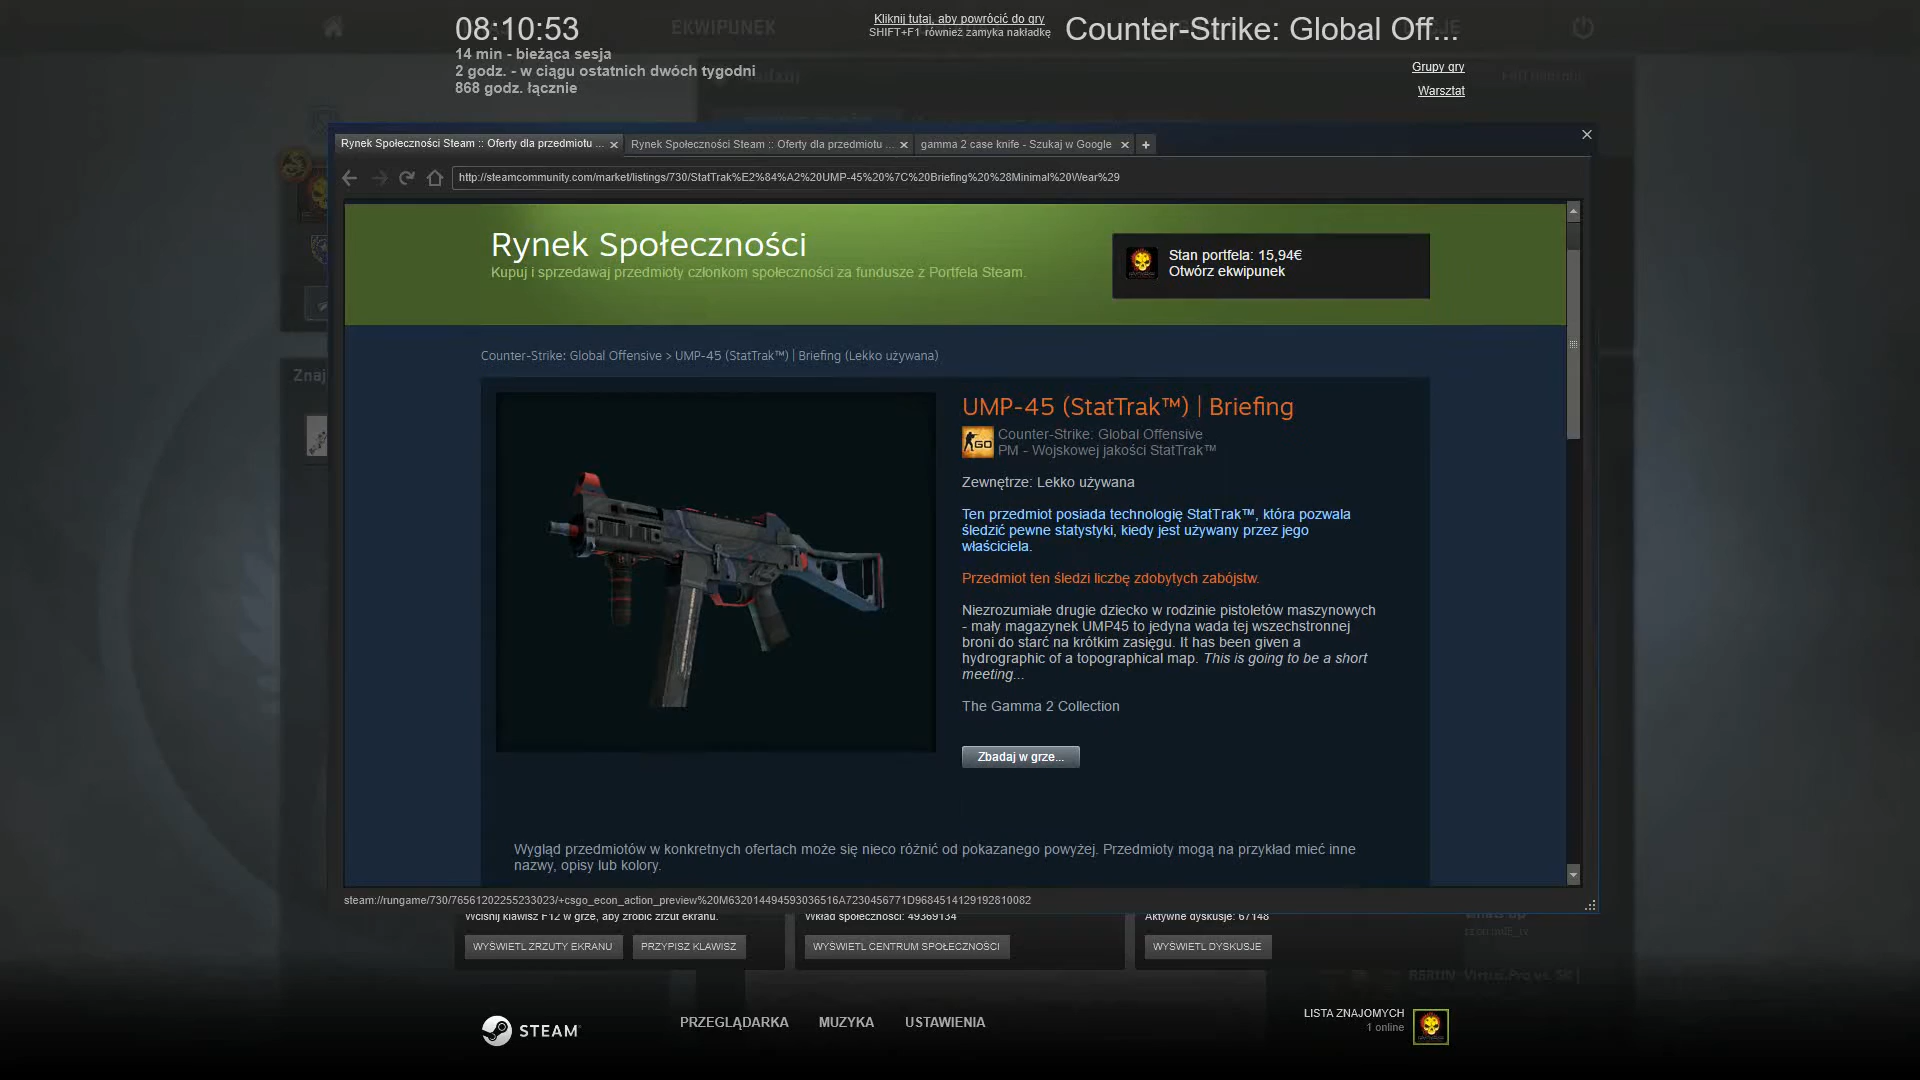 EKWIPUNEK
08:10:53
14 min - bieżąca sesja
2 godz. - w ciągu ostatnich dwóch tygodni
868 godz. łącznie
Kliknij tutaj, aby powrócić do gry
SHIFT+F1 również zamyka nakładkę
Counter-Strike: Global Off...
Grupy gry
Warsztat
Rynek Społeczności Steam :: Oferty dla przedmiotu ...
Rynek Społeczności Steam :: Oferty dla przedmiotu ...
gamma 2 case knife - Szukaj w Google
http://steamcommunity.com/market/listings/730/StatTrak%E2%84%A2%20UMP-45%20%7C%20Briefing%20%28Minimal%20Wear%29
Rynek Społeczności
Kupuj i sprzedawaj przedmioty członkom społeczności za fundusze z Portfela Steam.
Stan portfela: 15,94€
Otwórz ekwipunek
Counter-Strike: Global Offensive > UMP-45 (StatTrak™) | Briefing (Lekko używana)
Znaj
UMP-45 (StatTrak™) | Briefing
GO
Counter-Strike: Global Offensive
PM - Wojskowej jakości StatTrak™
Zewnętrze: Lekko używana
Ten przedmiot posiada technologię StatTrak™, która pozwala
śledzić pewne statystyki, kiedy jest używany przez jego
właściciela.
Przedmiot ten śledzi liczbę zdobytych zabójstw.
Niezrozumiałe drugie dziecko w rodzinie pistoletów maszynowych
- mały magazynek UMP45 to jedyna wada tej wszechstronnej
broni do starć na krótkim zasięgu. It has been given a
hydrographic of a topographical map. This is going to be a short
meeting...
The Gamma 2 Collection
Zbadaj w grze...
Wygląd przedmiotów w konkretnych ofertach może się nieco różnić od pokazanego powyżej. Przedmioty mogą na przykład mieć inne
nazwy, opisy lub kolory.
steam://rungame/730/76561202255233023/+csgo_econ_action_preview%20M632014494593036516A7230456771D9684514129192810082
Wciśnij klawisz F12 w grze, aby zrobić zrzut ekranu.
Wkład społeczności: 49369134
Aktywne dyskusje: 67148
WYŚWIETL ZRZUTY EKRANU
PRZYPISZ KLAWISZ
WYŚWIETL CENTRUM SPOŁECZNOŚCI
WYŚWIETL DYSKUSJE
RERUN Virtus.Pro vs. SK |
STEAM
PRZEGLĄDARKA
MUZYKA
USTAWIENIA
LISTA ZNAJOMYCH
1 online